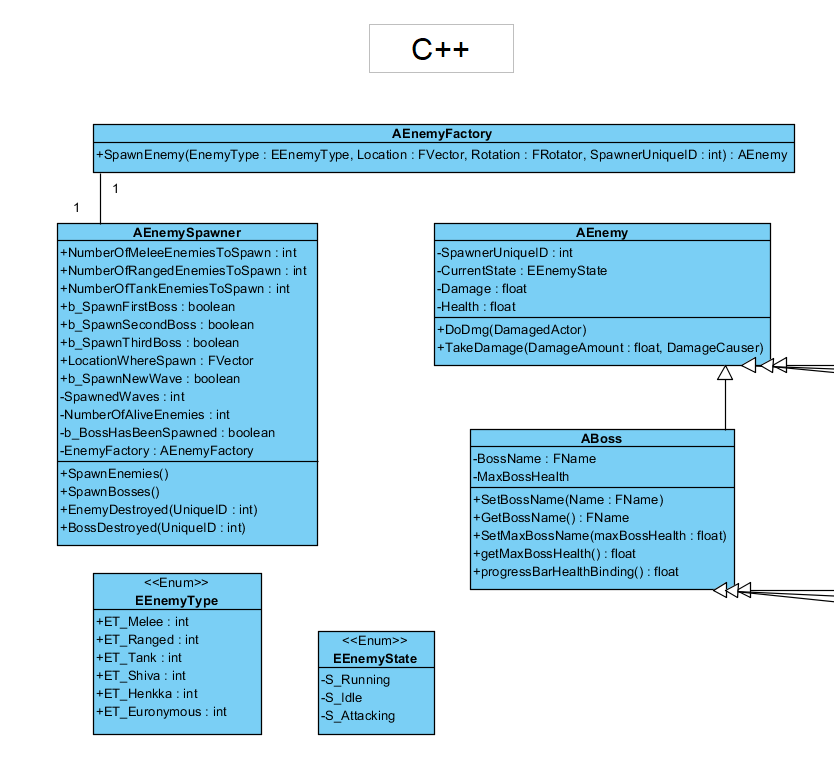 C++
AEnemyFactory
+SpawnEnemy(EnemyType : EEnemyType, Location : FVector, Rotation : FRotator, SpawnerUniqueID : int) : AEnemy
1
1
AEnemySpawner
+NumberOfMeleeEnemiesToSpawn : int
+NumberOfRangedEnemiesToSpawn : int
+NumberOfTankEnemiesToSpawn : int
+b_SpawnFirstBoss : boolean
+b_SpawnSecondBoss : boolean
+b_SpawnThirdBoss : boolean
+LocationWhereSpawn : FVector
+b_SpawnNewWave : boolean
-SpawnedWaves : int
-NumberOfAliveEnemies : int
-b_BossHasBeenSpawned : boolean
-EnemyFactory : AEnemyFactory
+SpawnEnemies()
+SpawnBosses()
+EnemyDestroyed(UniqueID : int)
+BossDestroyed(UniqueID : int)
AEnemy
-SpawnerUniqueID : int
-CurrentState : EEnemyState
-Damage : float
-Health : float
+DoDmg(DamagedActor)
+TakeDamage(DamageAmount : float, DamageCauser)
ABoss
-BossName : FName
-MaxBossHealth
+SetBossName(Name : FName)
+GetBossName() : FName
+SetMaxBossName(maxBossHealth : float)
+getMaxBossHealth() : float
+progressBarHealthBinding() : float
<<Enum>>
EEnemyType
+ET_Melee : int
+ET_Ranged : int
+ET_Tank : int
+ET_Shiva : int
+ET_Henkka : int
+ET_Euronymous : int
<<Enum>>
EEnemyState
-S_Running
-S_Idle
-S_Attacking